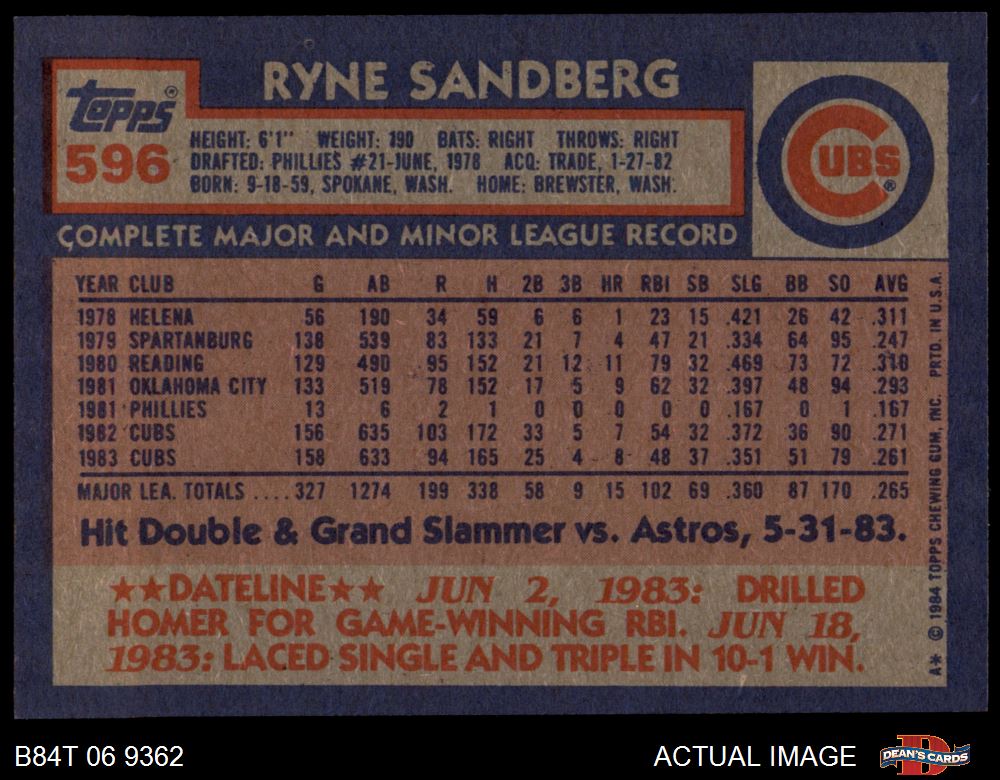 RYNE SANDBERG
Topps®
596
HEIGHT: 6'1" WEIGHT: 190 BATS: RIGHT THROWS: RIGHT
DRAFTED: PHILLIES #21-JUNE, 1978 ACQ: TRADE, 1-27-82
BORN: 9-18-59, SPOKANE, WASH. HOME: BREWSTER, WASH.
CUBS®
COMPLETE MAJOR AND MINOR LEAGUE RECORD
YEAR CLUB G AB R H 2B 3B HR RBI SB SLG BB SO AVG
1978 HELENA 56 190 34 59 6 6 1 23 15 .421 26 42 .311
1979 SPARTANBURG 138 539 83 133 21 7 4 47 21 .334 64 95 .247
1980 READING 129 490 95 152 21 12 11 79 32 .469 73 72 .310
1981 OKLAHOMA CITY 133 519 78 152 17 5 9 62 32 .397 48 94 .293
1981 PHILLIES 13 6 2 1 0 0 0 0 0 .167 0 1 .167
1982 CUBS 156 635 103 172 33 5 7 54 32 .372 36 90 .271
1983 CUBS 158 633 94 165 25 4 8 48 37 .351 51 79 .261
MAJOR LEA. TOTALS ....327 1274 199 338 58 9 15 102 69 .360 87 170 .265
Hit Double & Grand Slammer vs. Astros, 5-31-83.
★★DATELINE★★ JUN 2, 1983: DRILLED
HOMER FOR GAME-WINNING RBI. JUN 18,
1983: LACED SINGLE AND TRIPLE IN 10-1 WIN.
A* © 1984 TOPPS CHEWING GUM, INC. PRTD. IN U.S.A.
B84T 06 9362
ACTUAL IMAGE
DEAN'S CARDS